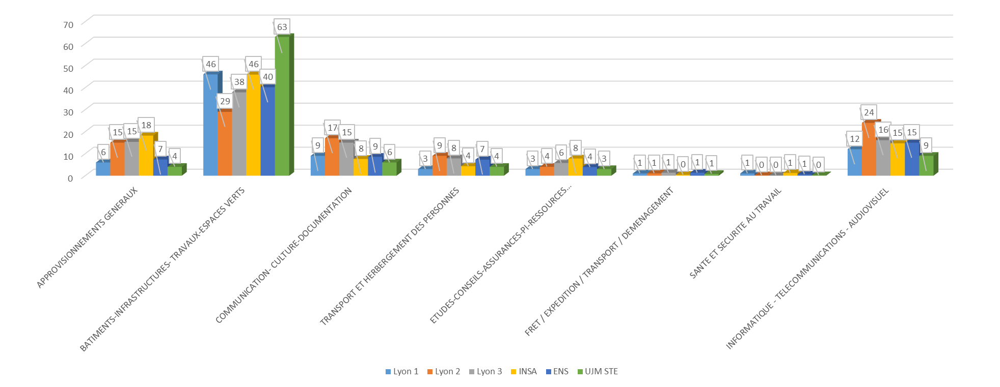 70
60
50
40
30
20
10
0
6 15 15 18 7 4
46 29 38 46 40 63
9 17 15 8 9 6
3 9 8 4 7 4
3 4 6 8 4 3
1 1 1 0 1 1
1 0 0 1 1 0
12 24 16 15 15 9
APPROVISIONNEMENTS GENERAUX
BATIMENTS-INFRASTRUCTURES- TRAVAUX-ESPACES VERTS
COMMUNICATION- CULTURE-DOCUMENTATION
TRANSPORT ET HERBERGEMENT DES PERSONNES
ETUDES-CONSEILS-ASSURANCES-PI-RESSOURCES...
FRET / EXPEDITION / TRANSPORT / DEMENAGEMENT
SANTE ET SECURITE AU TRAVAIL
INFORMATIQUE - TELECOMMUNICATIONS - AUDIOVISUEL
Lyon 1 Lyon 2 Lyon 3 INSA ENS UJM STE